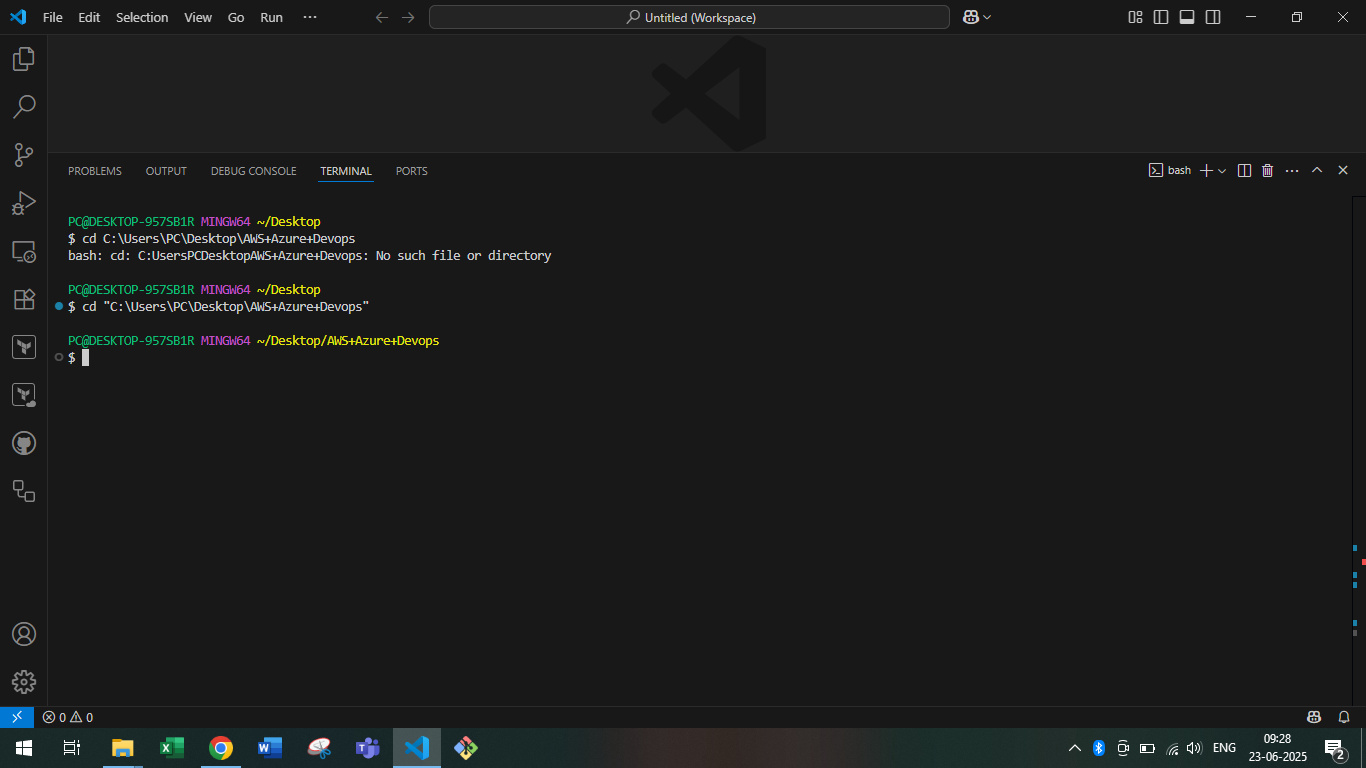 File Edit Selection View Go Run ···
Untitled (Workspace)
PROBLEMS OUTPUT DEBUG CONSOLE TERMINAL PORTS
bash
PC@DESKTOP-957SB1R MINGW64 ~/Desktop
$ cd C:\Users\PC\Desktop\AWS+Azure+Devops
bash: cd: C:UsersPCDesktopAWS+Azure+Devops: No such file or directory
PC@DESKTOP-957SB1R MINGW64 ~/Desktop
$ cd "C:\Users\PC\Desktop\AWS+Azure+Devops"
PC@DESKTOP-957SB1R MINGW64 ~/Desktop/AWS+Azure+Devops
$
0 0
ENG
09:28
23-06-2025
2